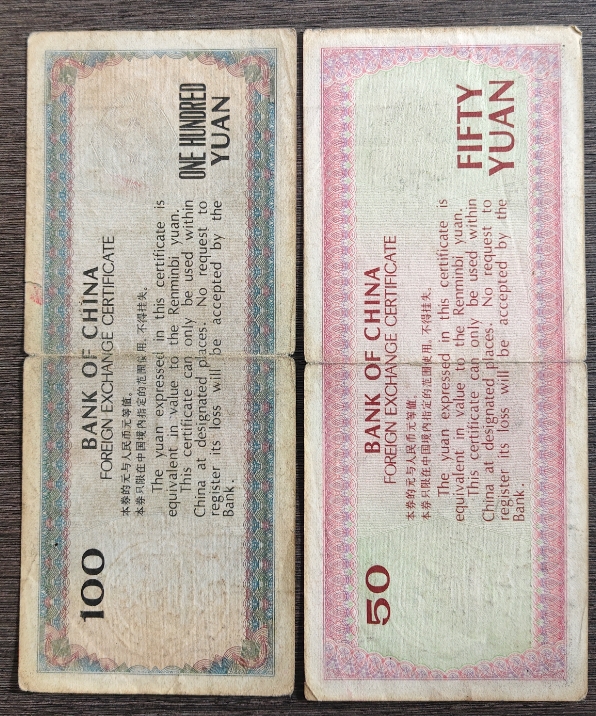 BANK OF CHINA
FOREIGN EXCHANGE CERTIFICATE
本券的元与人民币元等值。
本券只限在中国境内指定的范围使用，不得挂失。
The yuan expressed in this certificate is
equivalent in value to the Renminbi yuan.
This certificate can only be used within
China at designated places. No request to
register its loss will be accepted by the
Bank.
100
ONE HUNDRED
YUAN
BANK OF CHINA
FOREIGN EXCHANGE CERTIFICATE
本券的元与人民币元等值。
本券只限在中国境内指定的范围使用，不得挂失。
The yuan expressed in this certificate is
equivalent in value to the Renminbi yuan.
This certificate can only be used within
China at designated places. No request to
register its loss will be accepted by the
Bank.
50
FIFTY
YUAN